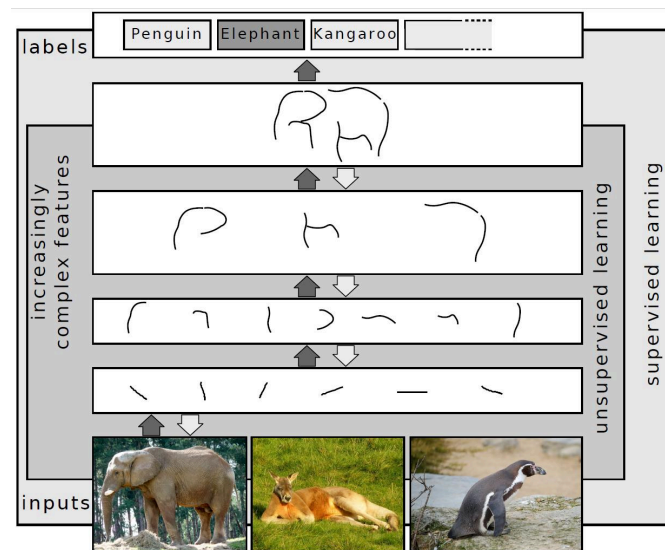 Penguin
Elephant
Kangaroo
labels
increasingly
complex features
unsupervised learning
supervised learning
inputs